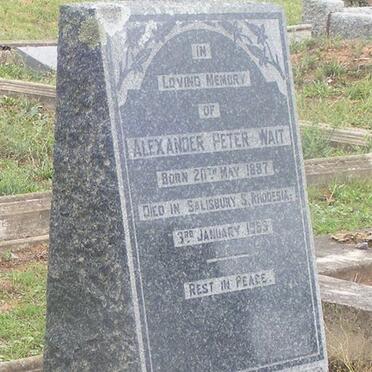 IN
LOVING MEMORY
OF
ALEXANDER PETER WAIT
BORN 20TH MAY 1887
DIED IN SALISBURY S. RHODESIA.
3RD JANUARY 1953
REST IN PEACE.